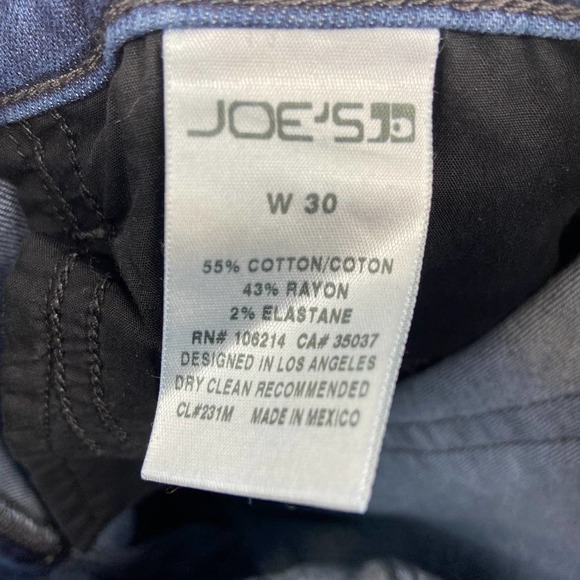 JOE'S
W 30
55% COTTON/COTON
43% RAYON
2% ELASTANE
RN# 106214 CA# 35037
DESIGNED IN LOS ANGELES
DRY CLEAN RECOMMENDED
CL#231M MADE IN MEXICO